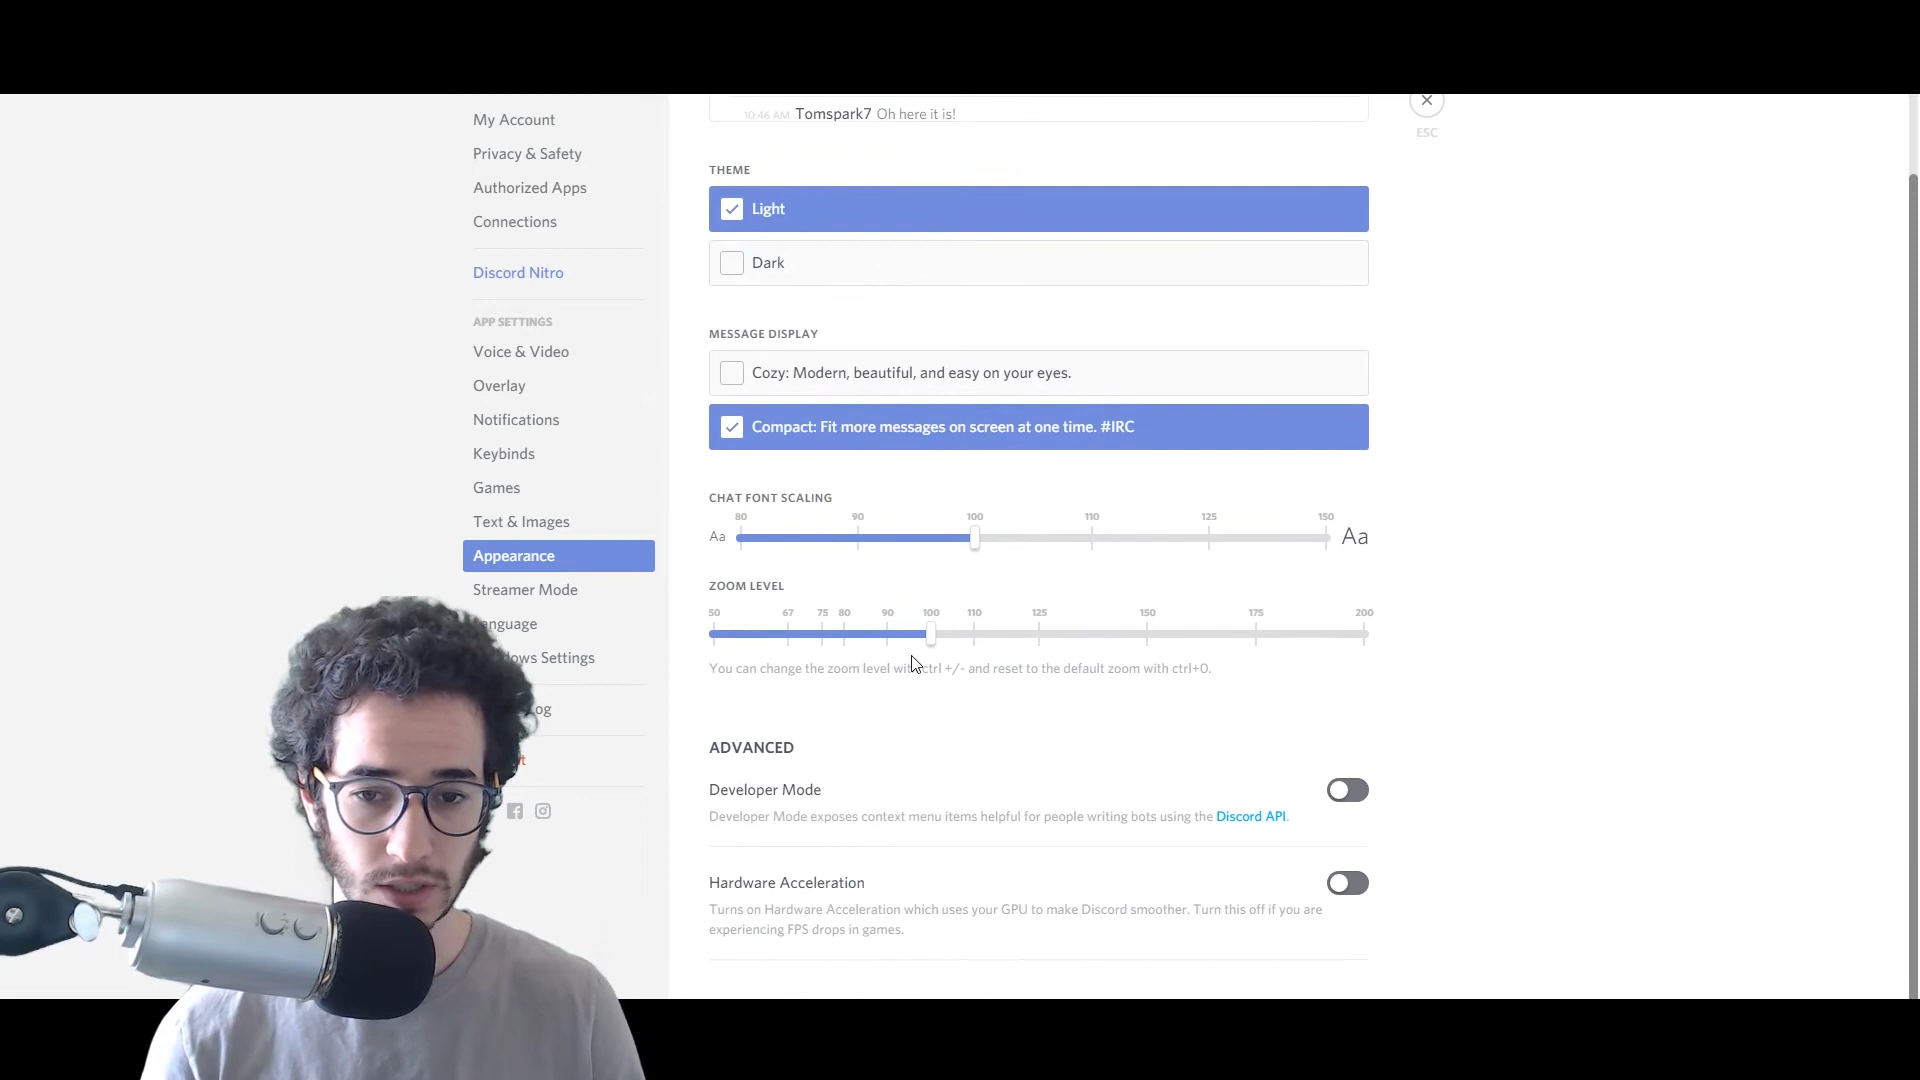 My Account
Privacy & Safety
Authorized Apps
Connections
Discord Nitro
APP SETTINGS
Voice & Video
Overlay
Notifications
Keybinds
Games
Text & Images
Appearance
Streamer Mode
anguage
ows Settings
og
t
10:46 AM Tomspark7 Oh here it is!
ESC
THEME
Light
Dark
MESSAGE DISPLAY
Cozy: Modern, beautiful, and easy on your eyes.
Compact: Fit more messages on screen at one time. #IRC
CHAT FONT SCALING
80 90 100 110 125 150
Aa Aa
ZOOM LEVEL
50 67 75 80 90 100 110 125 150 175 200
You can change the zoom level with ctrl +/- and reset to the default zoom with ctrl+0.
ADVANCED
Developer Mode
Developer Mode exposes context menu items helpful for people writing bots using the Discord API.
Hardware Acceleration
Turns on Hardware Acceleration which uses your GPU to make Discord smoother. Turn this off if you are
experiencing FPS drops in games.